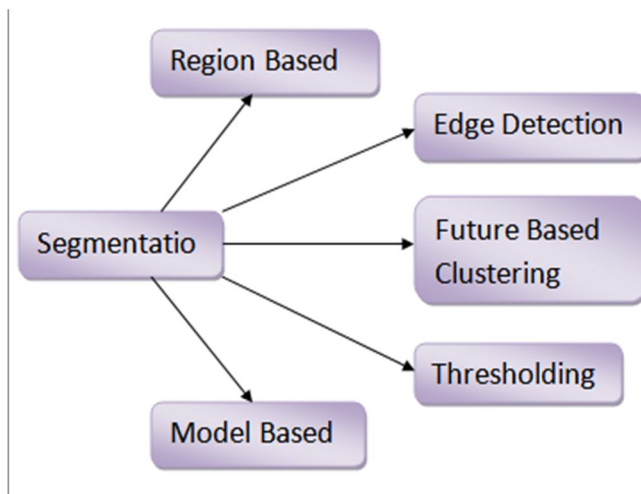 Region Based
Edge Detection
Segmentatio
Future Based
Clustering
Thresholding
Model Based